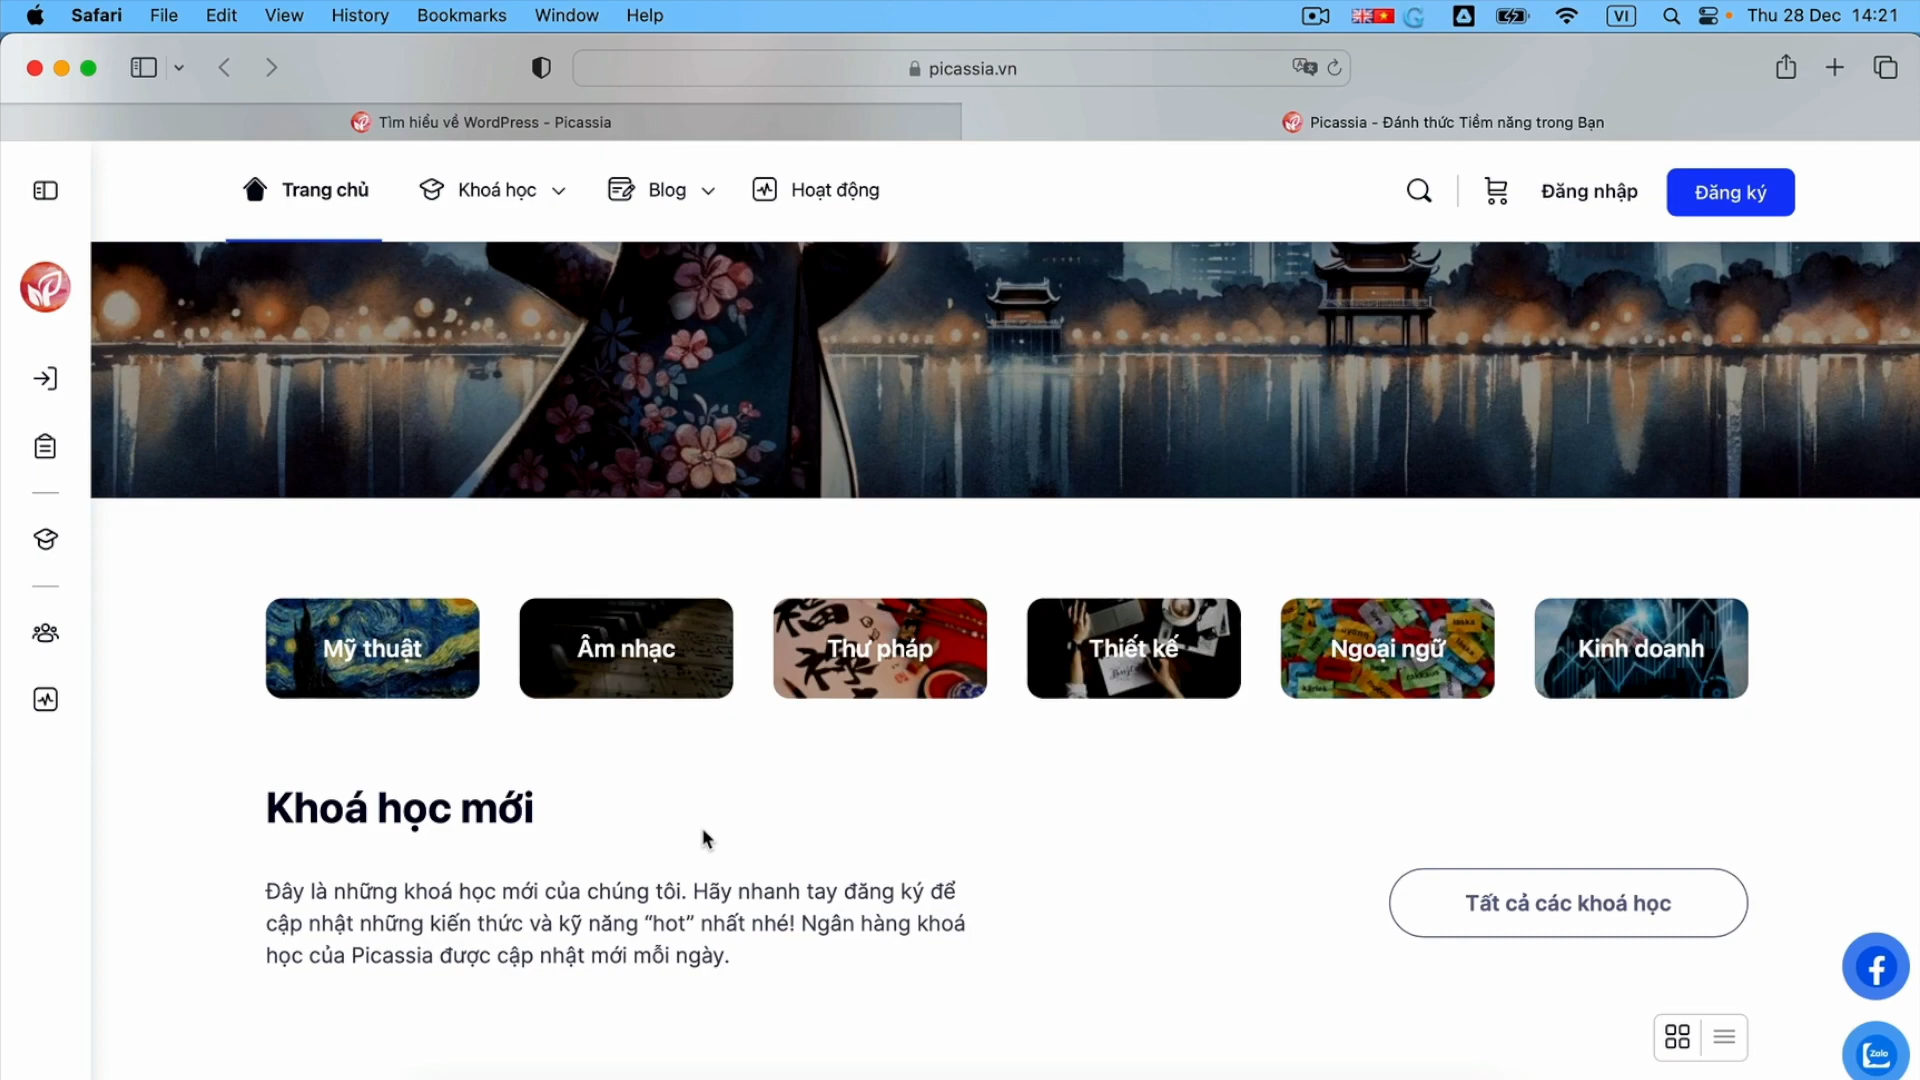 Safari File Edit View History Bookmarks Window Help VI Thu 28 Dec 14:21
picassia.vn
Tìm hiểu về WordPress - Picassia
Picassia - Đánh thức Tiềm năng trong Bạn
Trang chủ Khoá học Blog Hoạt động Đăng nhập Đăng ký
Mỹ thuật Âm nhạc Thư pháp Thiết kế Ngoại ngữ Kinh doanh
Khoá học mới
Đây là những khoá học mới của chúng tôi. Hãy nhanh tay đăng ký để
cập nhật những kiến thức và kỹ năng “hot” nhất nhé! Ngân hàng khoá
học của Picassia được cập nhật mới mỗi ngày.
Tất cả các khoá học
Zalo